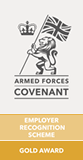 ARMED FORCES
COVENANT
EMPLOYER
RECOGNITION
SCHEME
GOLD AWARD